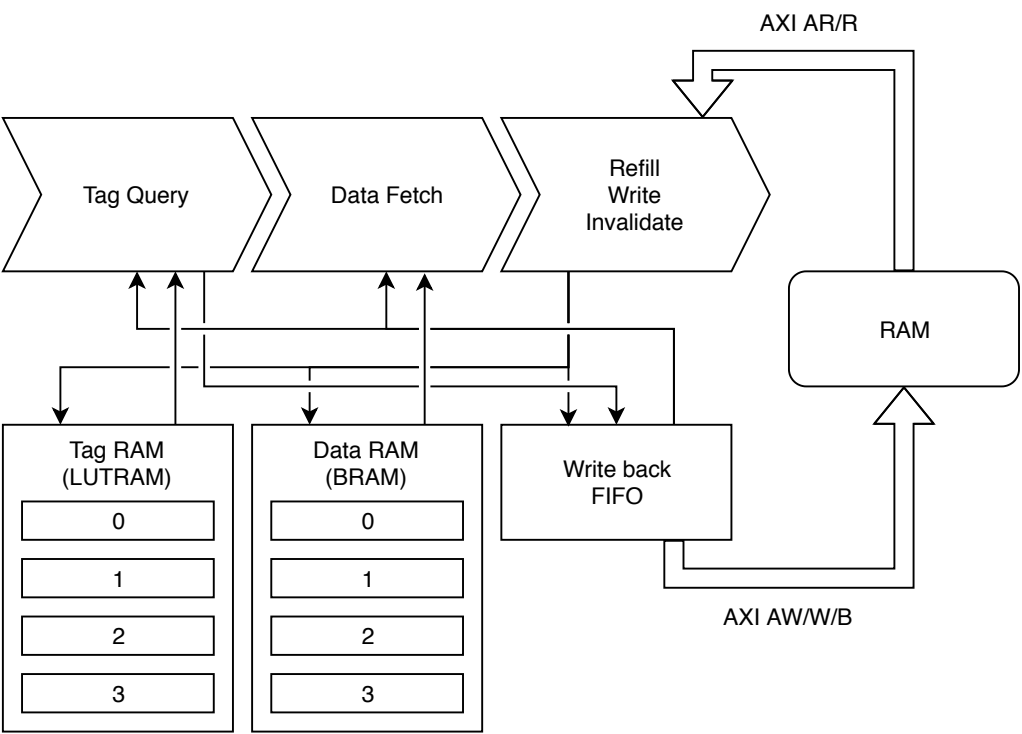 AXI AR/R
Tag Query
Data Fetch
Refill
Write
Invalidate
RAM
Tag RAM
(LUTRAM)
0
1
2
3
Data RAM
(BRAM)
0
1
2
3
Write back
FIFO
AXI AW/W/B